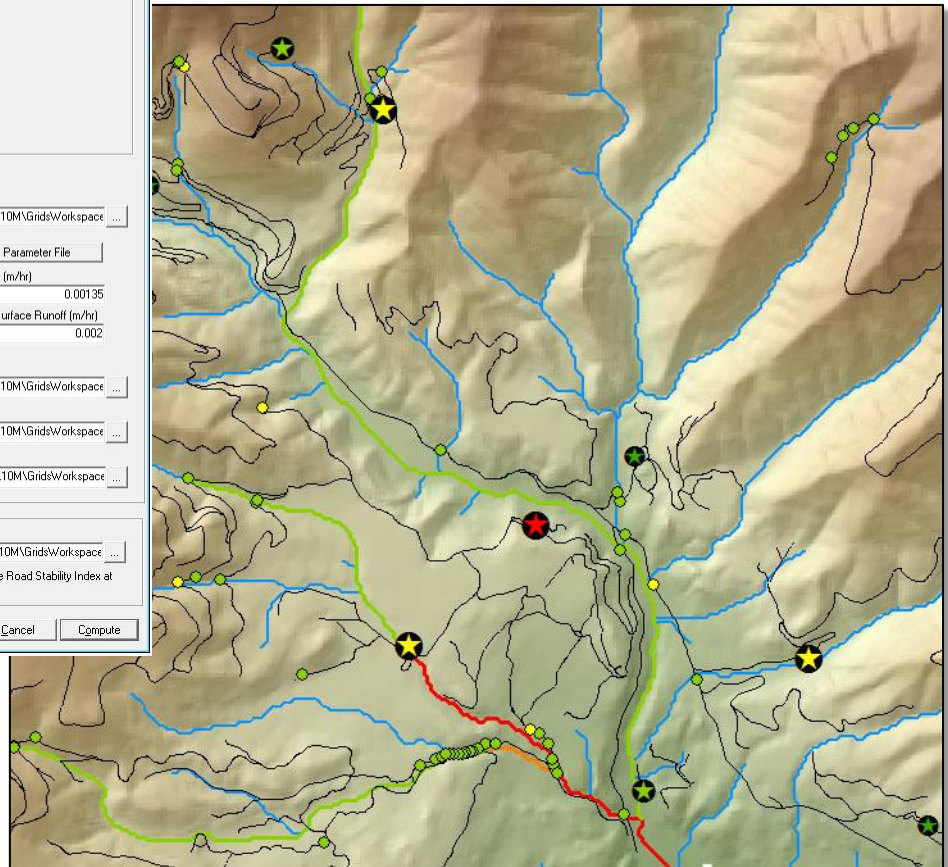 10M\GridsWorkspace ...
Parameter File
(m/hr)
0.00135
urface Runoff (m/hr)
0.002
10M\GridsWorkspace ...
10M\GridsWorkspace ...
10M\GridsWorkspace ...
10M\GridsWorkspace ...
e Road Stability Index at
Cancel Compute